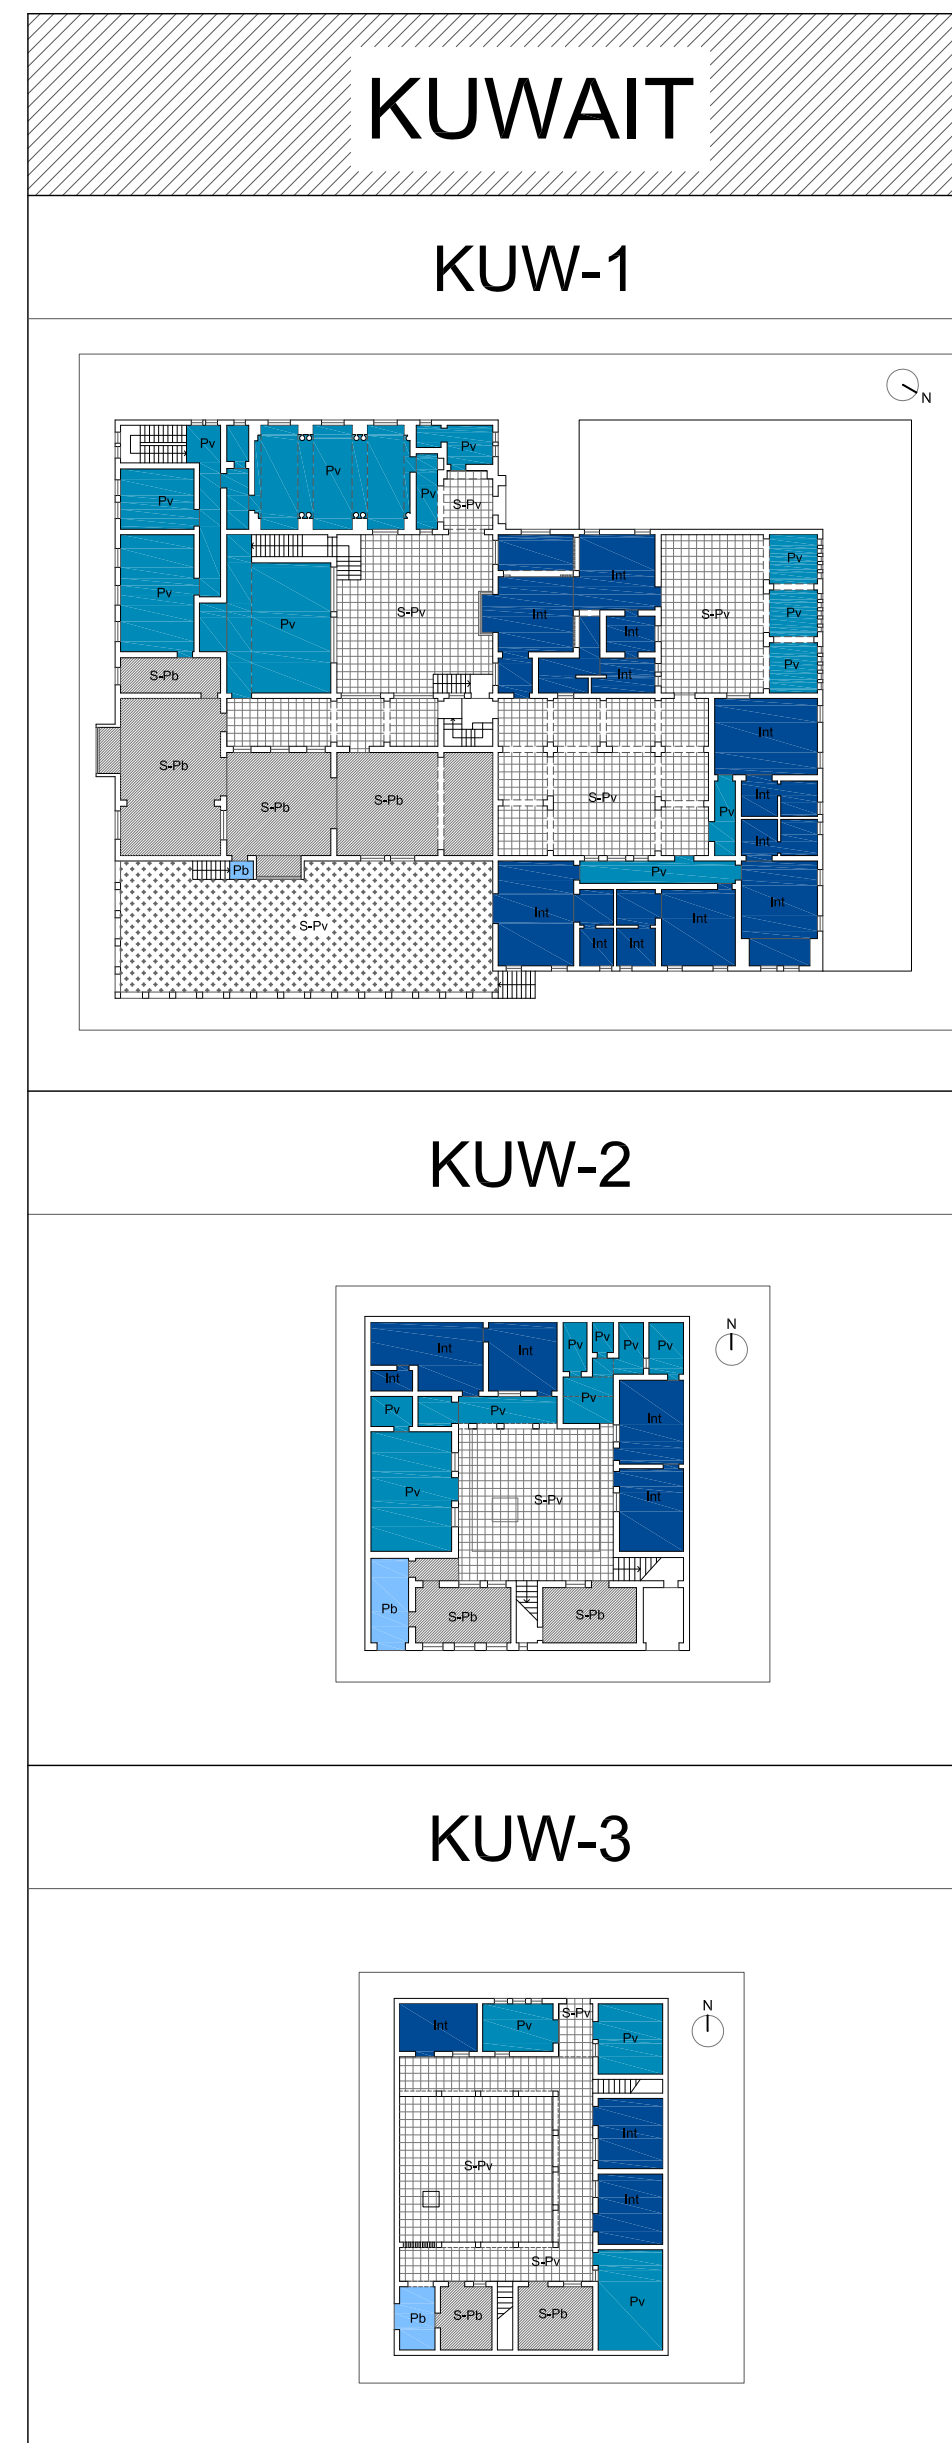 KUWAIT
KUW-1
N
Pv Pv
Pv Pv Pv S-Pv
Pv Int S-Pv Pv
Pv Pv S-Pv Int Int Pv
S-Pb Int Pv
S-Pb Int
S-Pb S-Pb S-Pv Int Pv
Int
Pb Pv
S-Pv Int Int Int Int Int
KUW-2
N
Int Int Pv Pv Pv Pv
Int
Pv Pv Pv Int
Pv S-Pv Int
Pb S-Pb S-Pb
KUW-3
N
Int Pv S-Pv Pv
Int
S-Pv
Int
S-Pv
Pv
Pb S-Pb S-Pb